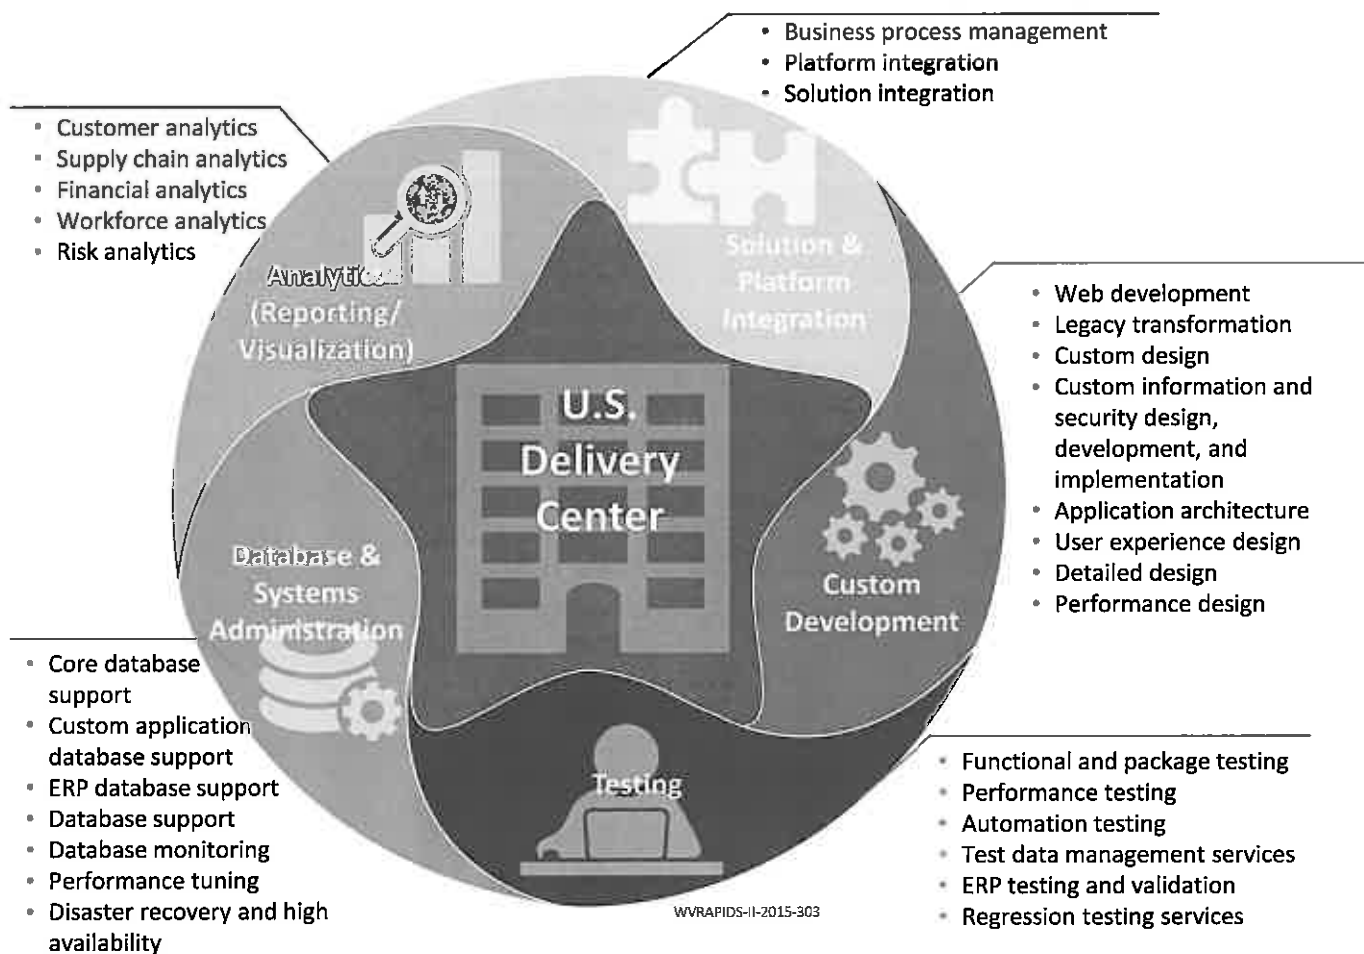 • Business process management
• Platform integration
• Solution integration
• Customer analytics
• Supply chain analytics
• Financial analytics
• Workforce analytics
• Risk analytics
Analytics
(Reporting/
Visualization)
Solution &
Platform
Integration
• Web development
• Legacy transformation
• Custom design
• Custom information and
security design,
development, and
implementation
• Application architecture
• User experience design
• Detailed design
• Performance design
U.S.
Delivery
Center
Custom
Development
Database &
Systems
Administration
• Core database
support
• Custom application
database support
• ERP database support
• Database support
• Database monitoring
• Performance tuning
• Disaster recovery and high
availability
Testing
• Functional and package testing
• Performance testing
• Automation testing
• Test data management services
• ERP testing and validation
• Regression testing services
WVRAPIDS-II-2015-303